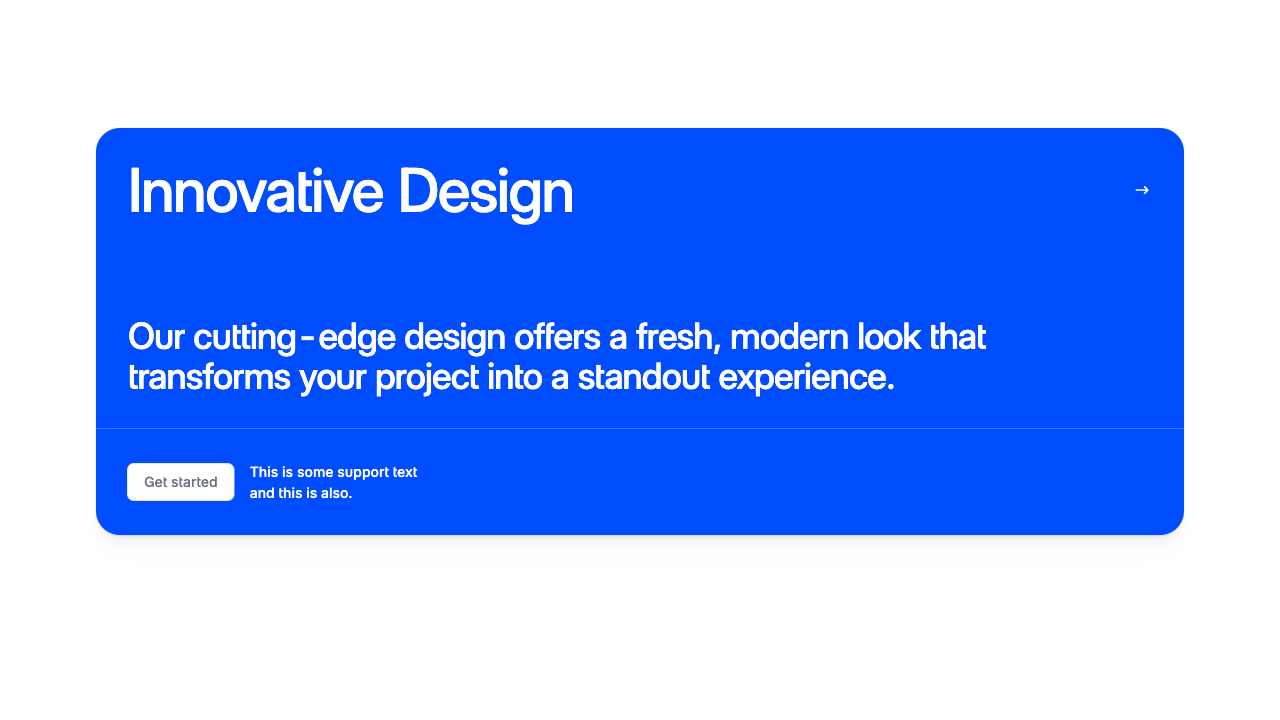 Innovative Design
Our cutting-edge design offers a fresh, modern look that
transforms your project into a standout experience.
Get started
This is some support text
and this is also.